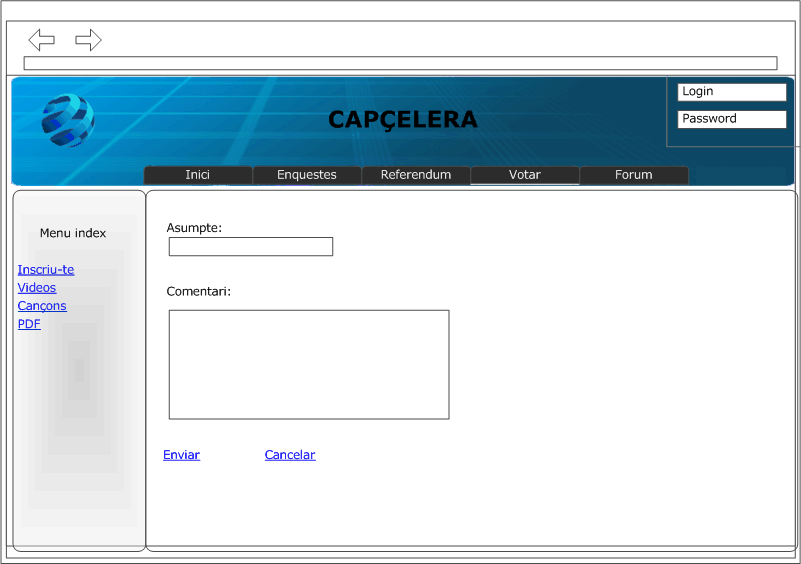 Login
CAPÇELERA
Password
Inici Enquestes Referendum Votar Forum
Menu index
Inscriu-te
Videos
Cançons
PDF
Asumpte:
Comentari:
Enviar Cancelar